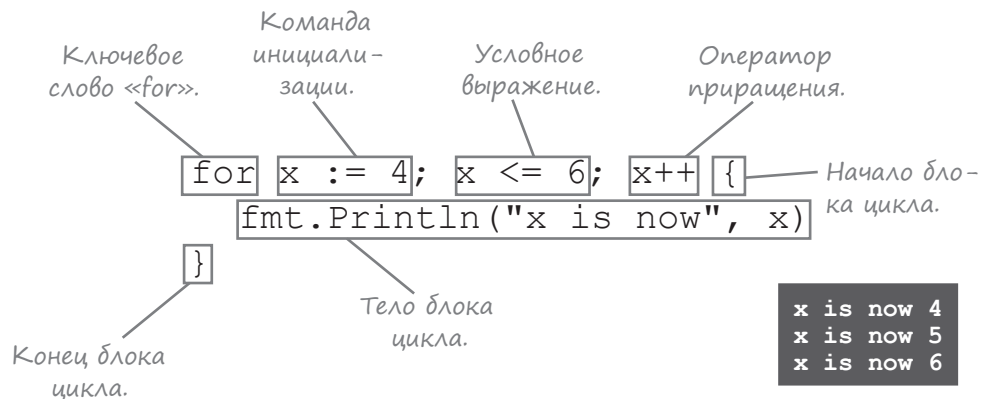 Ключевое
слово «for».
Команда
инициали-
зации.
Условное
выражение.
Оператор
приращения.
for x := 4; x <= 6; x++ {
Начало бло-
ка цикла.
fmt.Println("x is now", x)
}
Тело блока
цикла.
Конец блока
цикла.
x is now 4
x is now 5
x is now 6